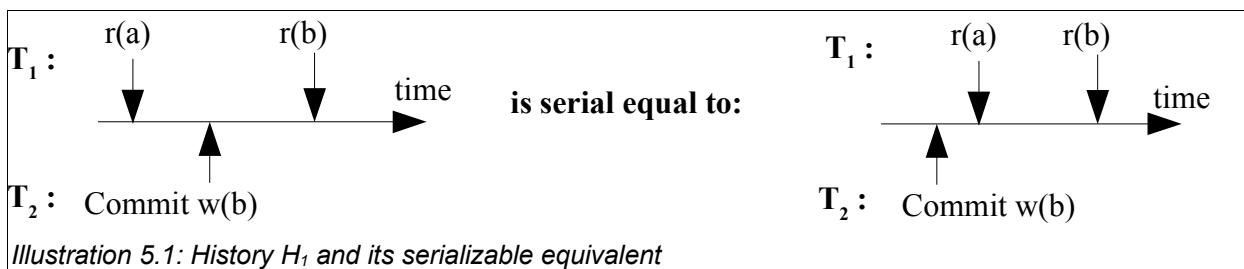 r(a) r(b) r(a) r(b)
T1 : T1 :
time is serial equal to: time
T2 : Commit w(b) T2 : Commit w(b)
Illustration 5.1: History H1 and its serializable equivalent